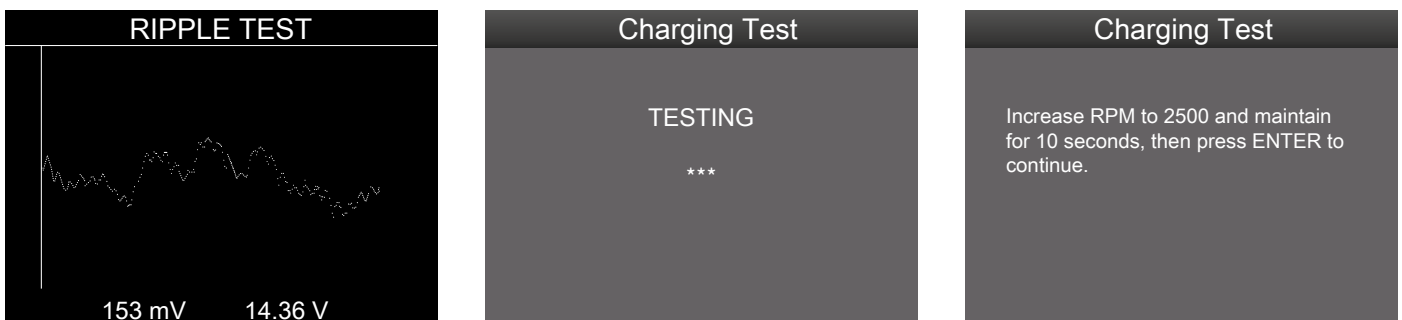 RIPPLE TEST
153 mV 14.36 V
Charging Test
TESTING
***
Charging Test
Increase RPM to 2500 and maintain
for 10 seconds, then press ENTER to
continue.